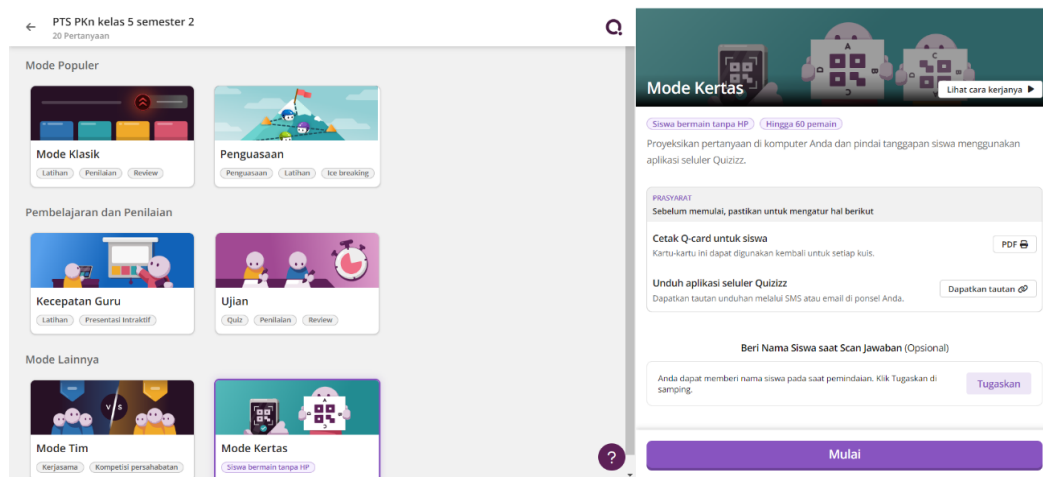 PTS PKn kelas 5 semester 2
20 Pertanyaan
Mode Populer
Mode Klasik
Latihan Penilaian Review
Penguasaan
Penguasaan Latihan Ice breaking
Pembelajaran dan Penilaian
Kecepatan Guru
Latihan Presentasi Intraktif
Ujian
Quiz Penilaian Review
Mode Lainnya
V/S
Mode Tim
Kerjasama Kompetisi persahabatan
A
C
Mode Kertas
Siswa bermain tanpa HP
?
A
D
B
C
C
Mode Kertas
Lihat cara kerjanya
Siswa bermain tanpa HP Hingga 60 pemain
Proyeksikan pertanyaan di komputer Anda dan pindai tanggapan siswa menggunakan
aplikasi seluler Quizizz.
PRASYARAT
Sebelum memulai, pastikan untuk mengatur hal berikut
Cetak Q-card untuk siswa
Kartu-kartu ini dapat digunakan kembali untuk setiap kuis.
PDF
Unduh aplikasi seluler Quizizz
Dapatkan tautan unduhan melalui SMS atau email di ponsel Anda.
Dapatkan tautan
Beri Nama Siswa saat Scan Jawaban (Opsional)
Anda dapat memberi nama siswa pada saat pemindaian. Klik Tugaskan di
samping.
Tugaskan
Mulai